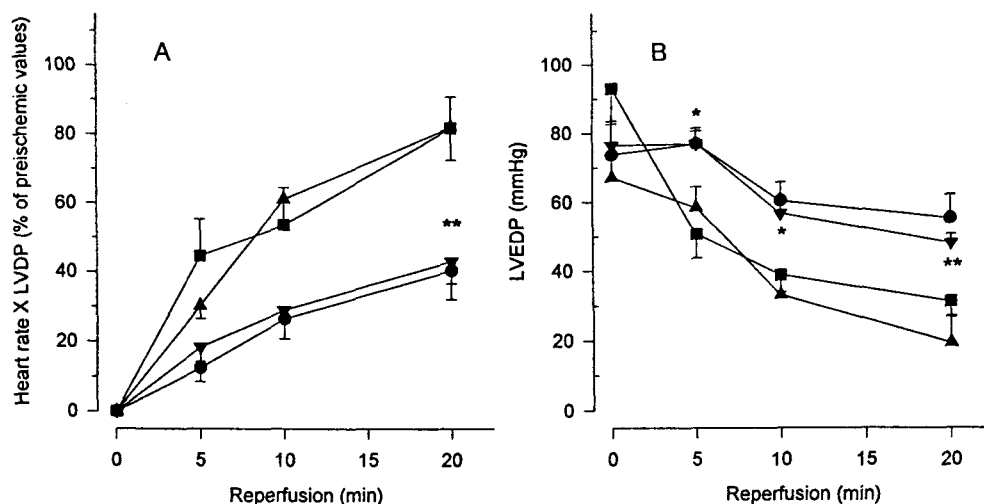 A
Heart rate X LVDP (% of preischemic values)
100
80
60
40
20
0
**
0 5 10 15 20
Reperfusion (min)
B
LVEDP (mmHg)
100
80
60
40
20
0
*
*
**
0 5 10 15 20
Reperfusion (min)